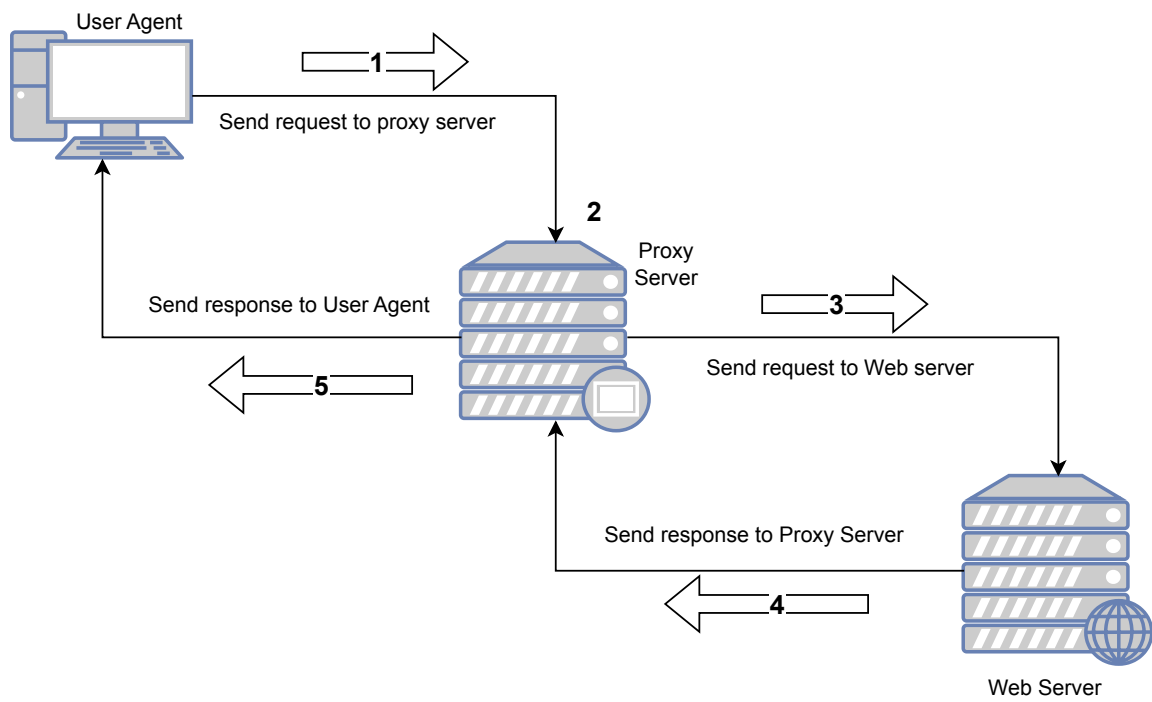 User Agent
1
Send request to proxy server
2
Proxy
Server
Send response to User Agent
3
Send request to Web server
5
Send response to Proxy Server
4
Web Server